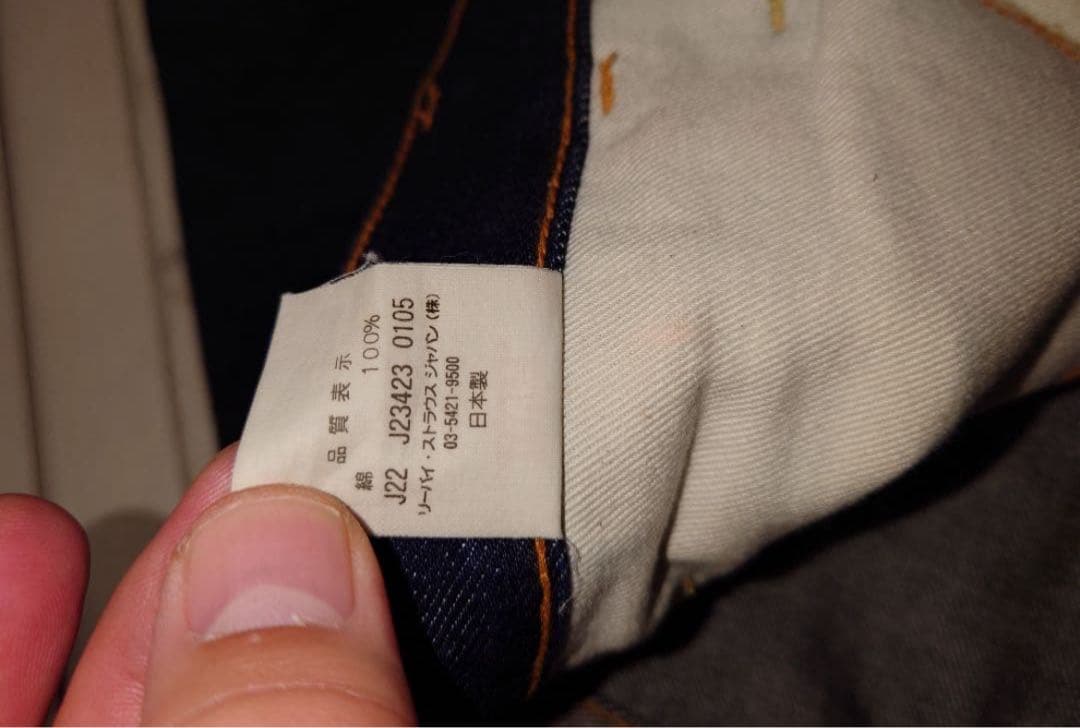 品質表示
綿 100%
J22 J23423 0105
リーバイ・ストラウス ジャパン(株)
03-5421-9500
日本製